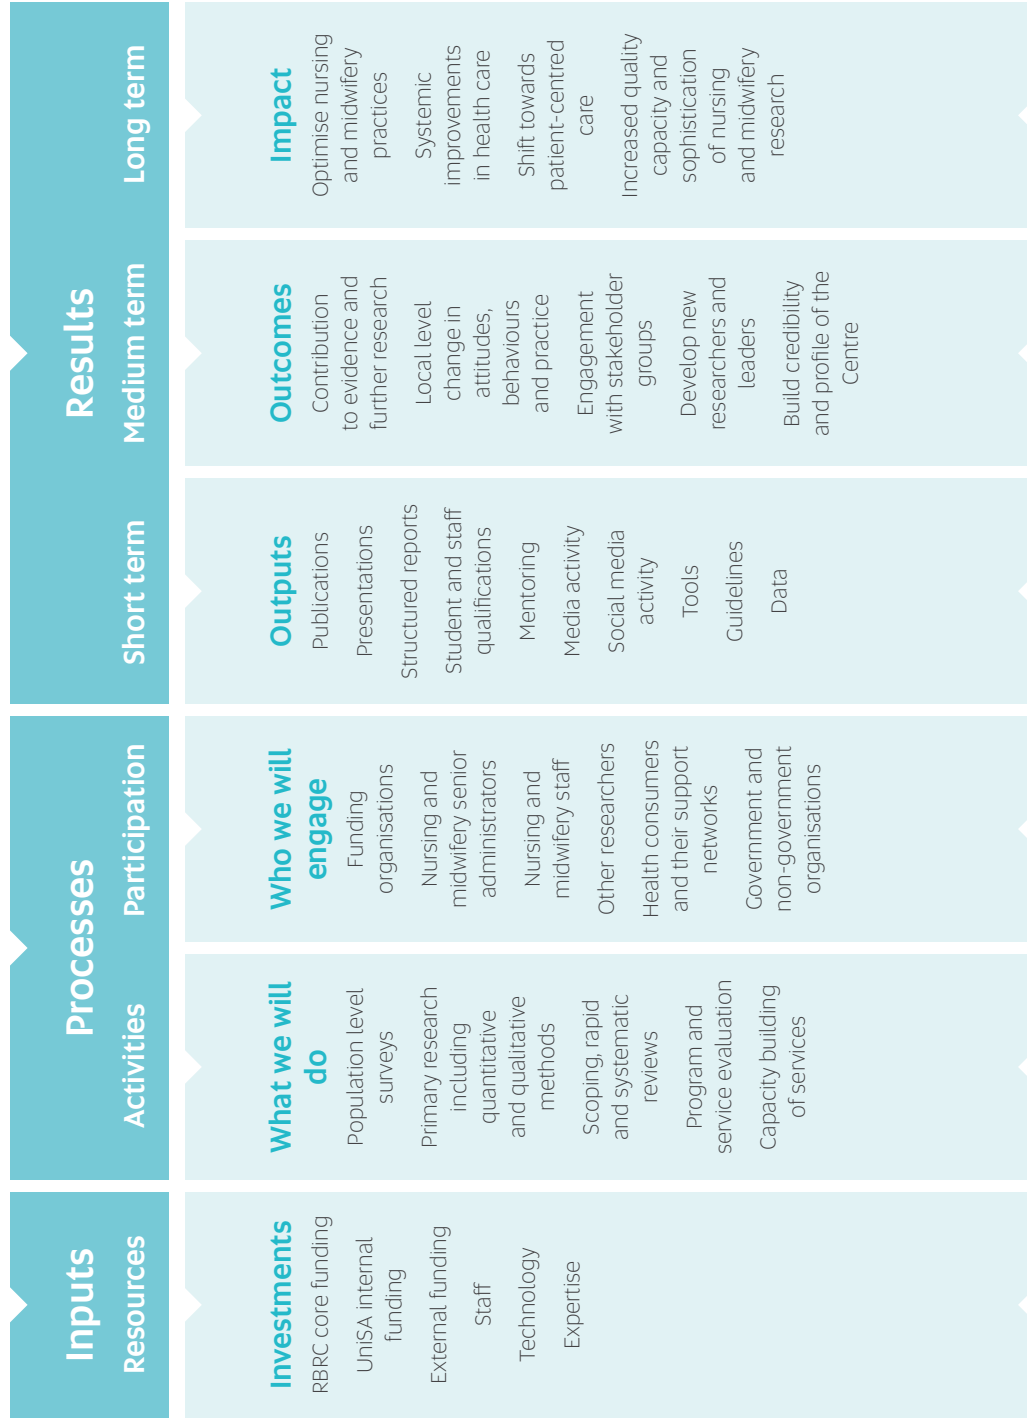 Inputs
Resources
Investments
RBRC core funding
UniSA internal
funding
External funding
Staff
Technology
Expertise
Processes
Activities
What we will
do
Population level
surveys
Primary research
including
quantitative
and qualitative
methods
Scoping, rapid
and systematic
reviews
Program and
service evaluation
Capacity building
of services
Participation
Who we will
engage
Funding
organisations
Nursing and
midwifery senior
administrators
Nursing and
midwifery staff
Other researchers
Health consumers
and their support
networks
Government and
non-government
organisations
Results
Short term
Outputs
Publications
Presentations
Structured reports
Student and staff
qualifications
Mentoring
Media activity
Social media
activity
Tools
Guidelines
Data
Medium term
Outcomes
Contribution
to evidence and
further research
Local level
change in
attitudes,
behaviours
and practice
Engagement
with stakeholder
groups
Develop new
researchers and
leaders
Build credibility
and profile of the
Centre
Long term
Impact
Optimise nursing
and midwifery
practices
Systemic
improvements
in health care
Shift towards
patient-centred
care
Increased quality
capacity and
sophistication
of nursing
and midwifery
research